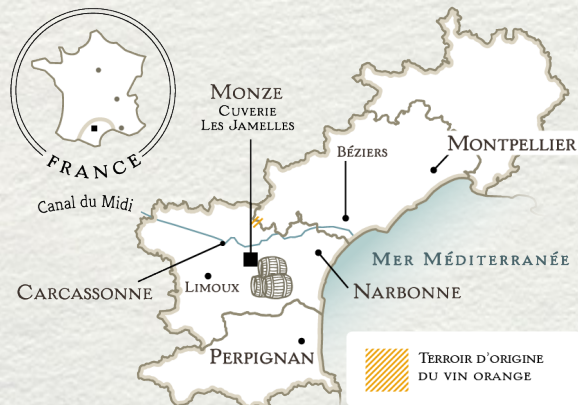 FRANCE
Canal du Midi
MONZE
CUVERIE
LES JAMELLES
BÉZIERS
MONTPELLIER
MER MÉDITERRANÉE
CARCASSONNE
LIMOUX
NARBONNE
PERPIGNAN
TERROIR D'ORIGINE
DU VIN ORANGE